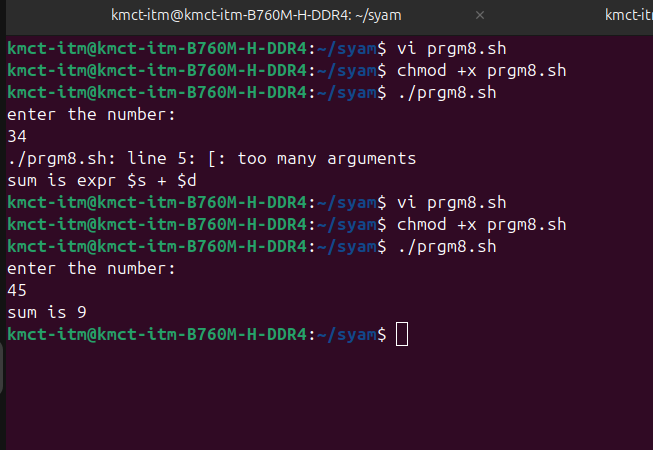 kmct-itm@kmct-itm-B760M-H-DDR4: ~/syam × kmct-it
kmct-itm@kmct-itm-B760M-H-DDR4:~/syam$ vi prgm8.sh
kmct-itm@kmct-itm-B760M-H-DDR4:~/syam$ chmod +x prgm8.sh
kmct-itm@kmct-itm-B760M-H-DDR4:~/syam$ ./prgm8.sh
enter the number:
34
./prgm8.sh: line 5: [: too many arguments
sum is expr $s + $d
kmct-itm@kmct-itm-B760M-H-DDR4:~/syam$ vi prgm8.sh
kmct-itm@kmct-itm-B760M-H-DDR4:~/syam$ chmod +x prgm8.sh
kmct-itm@kmct-itm-B760M-H-DDR4:~/syam$ ./prgm8.sh
enter the number:
45
sum is 9
kmct-itm@kmct-itm-B760M-H-DDR4:~/syam$